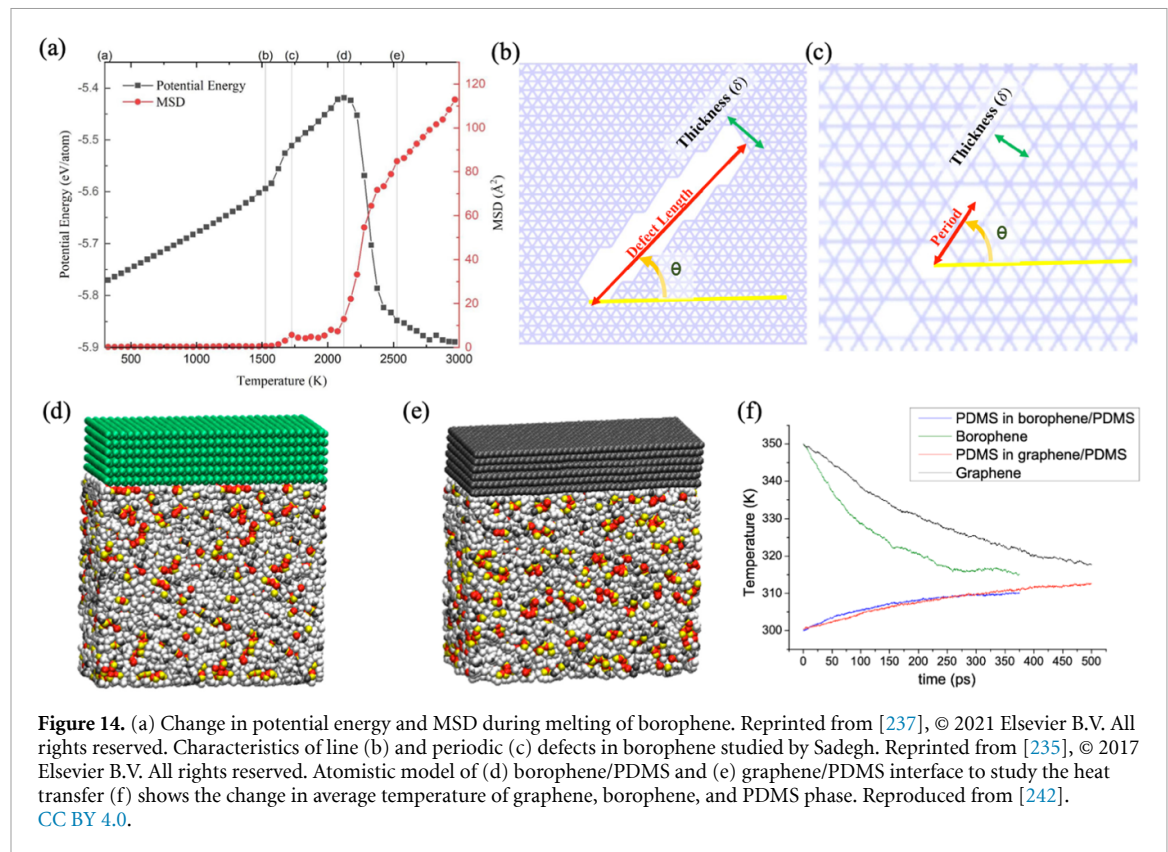 (a)
(a)
(b)
(c)
(d)
(e)
Potential Energy
MSD
-5.4
-5.5
-5.6
-5.7
-5.8
-5.9
Potential Energy (eV/atom)
120
100
80
60
40
20
0
MSD (Å²)
500
1000
1500
2000
2500
3000
Temperature (K)
(b)
Thickness (δ)
Defect Length
θ
(c)
Thickness (δ)
Period
θ
(d)
(e)
(f)
PDMS in borophene/PDMS
Borophene
PDMS in graphene/PDMS
Graphene
350
340
330
320
310
300
Temperature (K)
0
50
100
150
200
250
300
350
400
450
500
time (ps)
Figure 14. (a) Change in potential energy and MSD during melting of borophene. Reprinted from [237], © 2021 Elsevier B.V. All
rights reserved. Characteristics of line (b) and periodic (c) defects in borophene studied by Sadegh. Reprinted from [235], © 2017
Elsevier B.V. All rights reserved. Atomistic model of (d) borophene/PDMS and (e) graphene/PDMS interface to study the heat
transfer (f) shows the change in average temperature of graphene, borophene, and PDMS phase. Reproduced from [242].
CC BY 4.0.